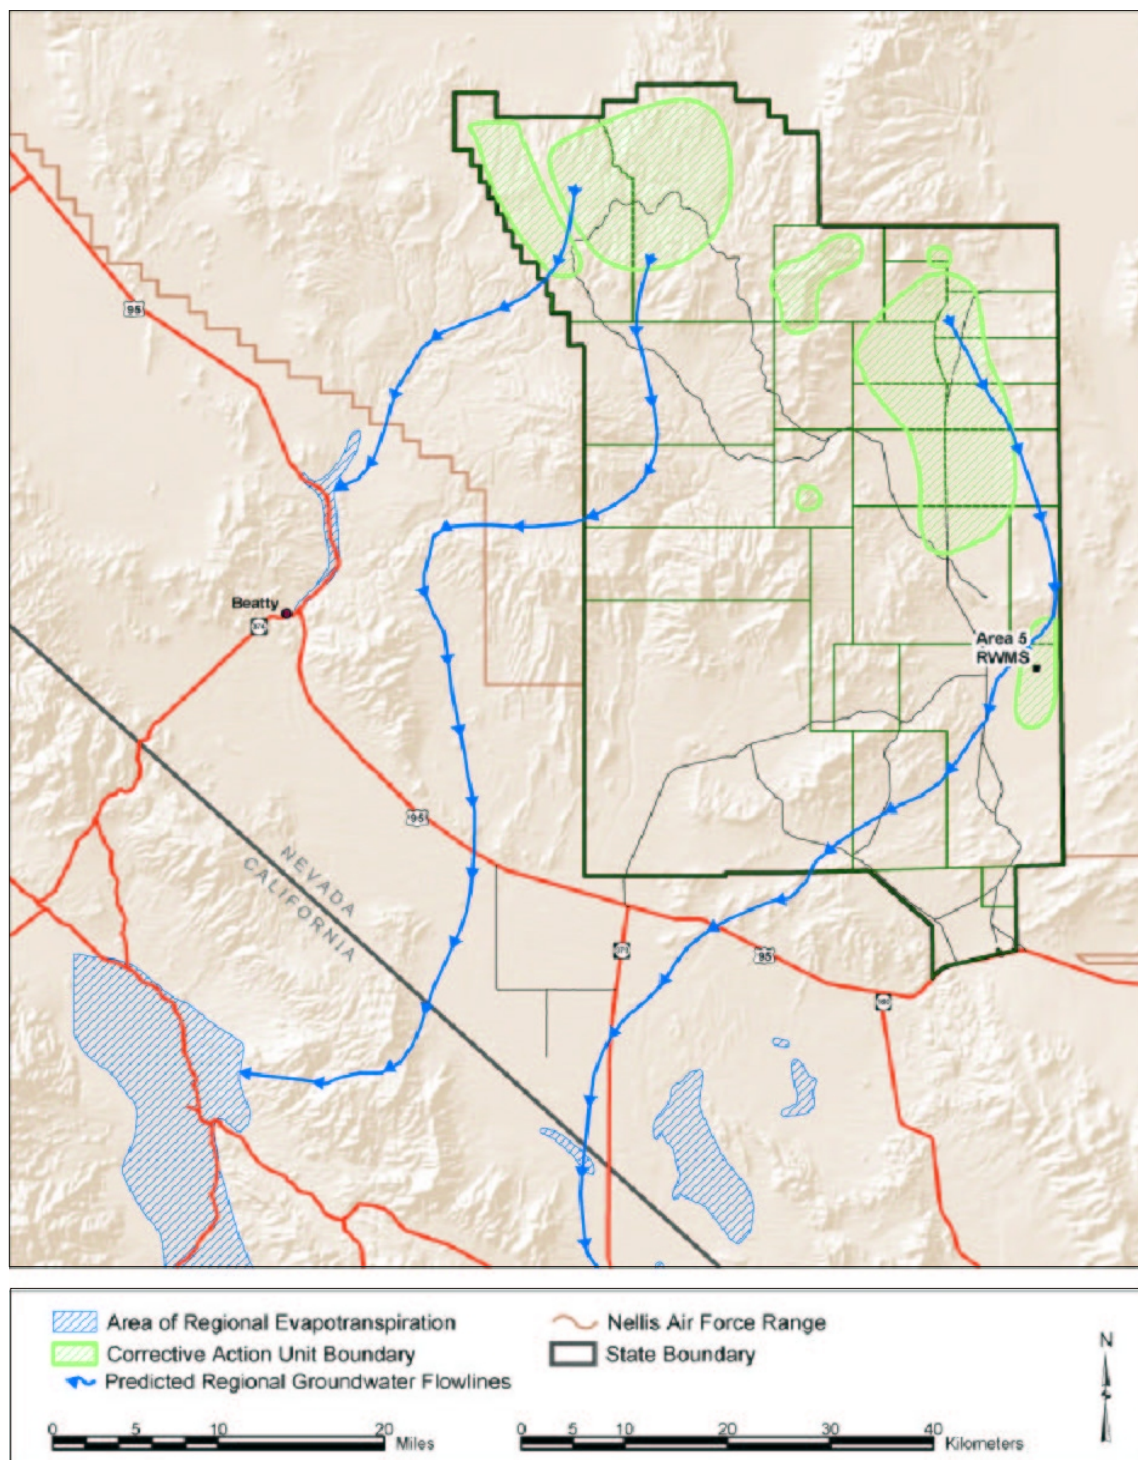 95
Beatty
374
Area 5
RWMS
95
NEVADA
CALIFORNIA
95
Area of Regional Evapotranspiration
Corrective Action Unit Boundary
Predicted Regional Groundwater Flowlines
Nellis Air Force Range
State Boundary
N
0 5 10 20
Miles
0 5 10 20 30 40
Kilometers